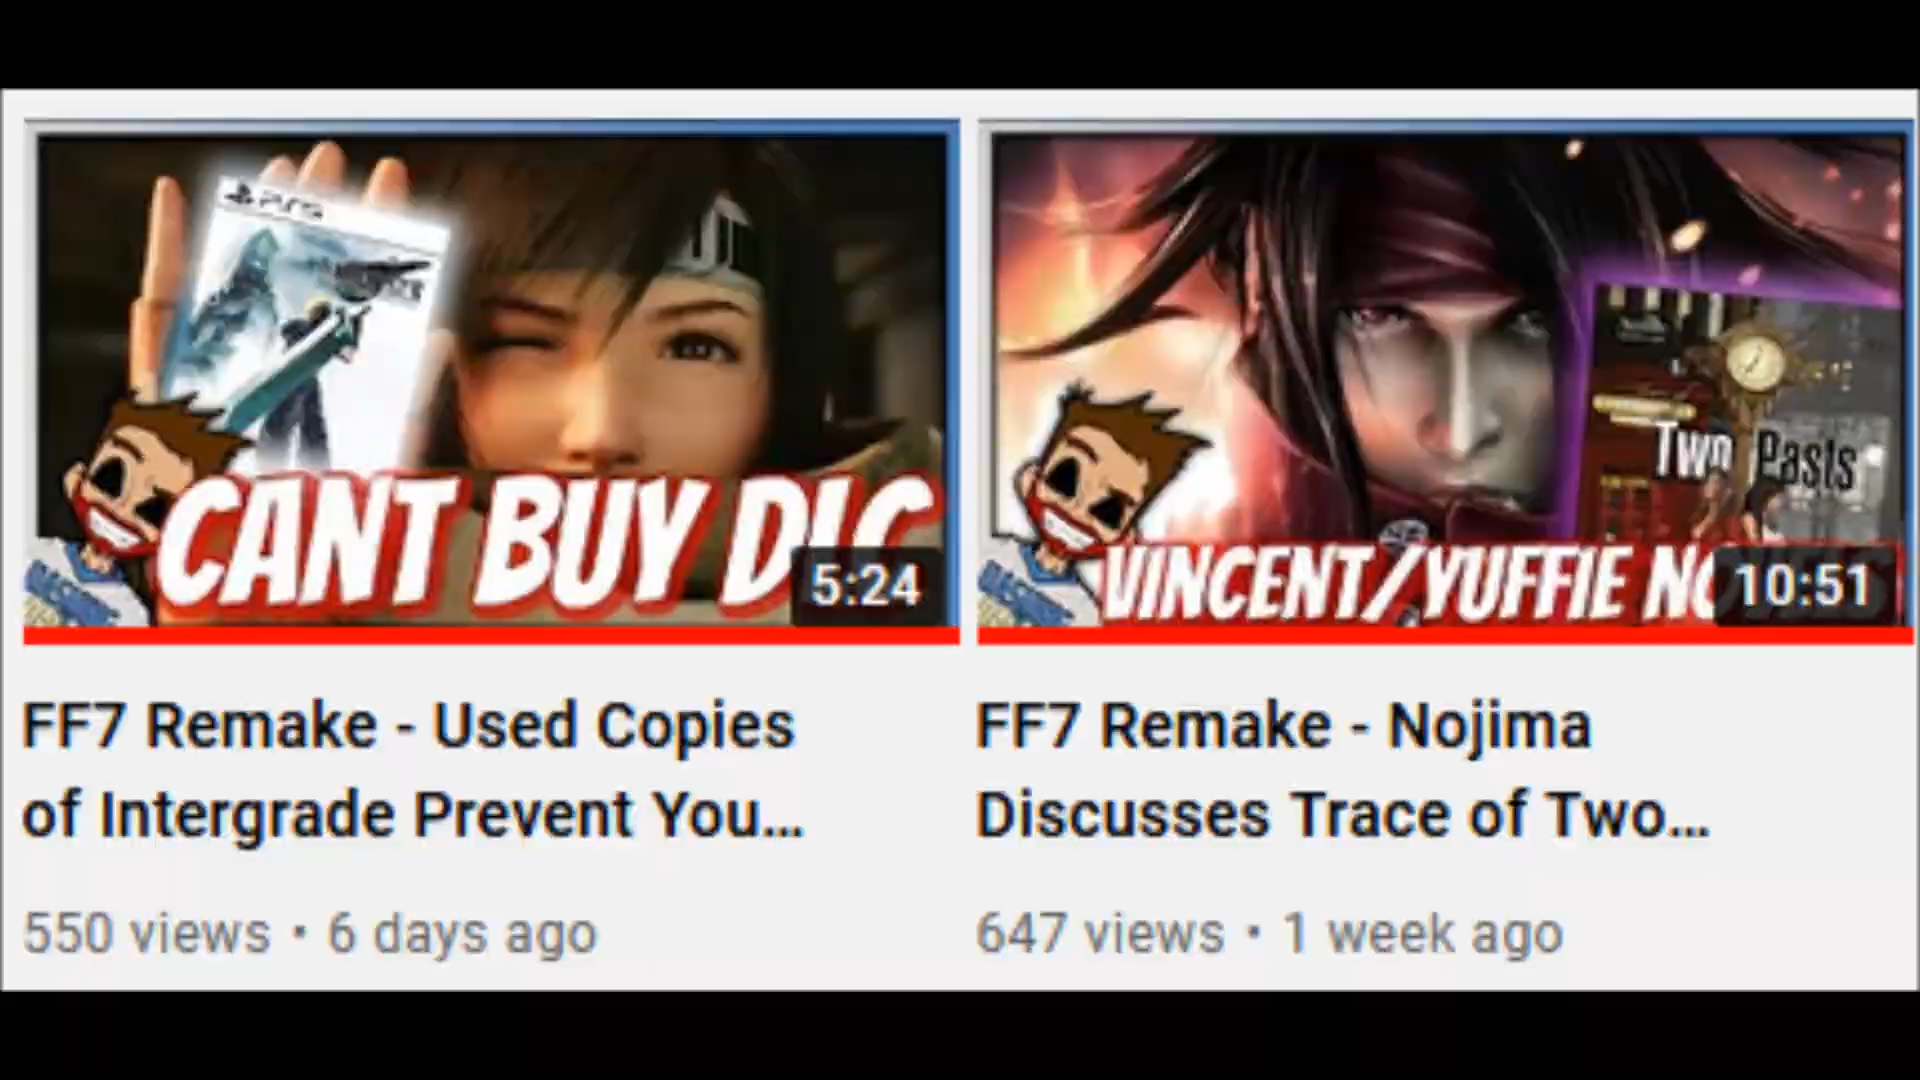 PS5
CANT BUY
5:24
Two Pasts
VINCENT/YUFFIE
10:51
FF7 Remake - Used Copies
of Intergrade Prevent You...
550 views • 6 days ago
FF7 Remake - Nojima
Discusses Trace of Two...
647 views • 1 week ago